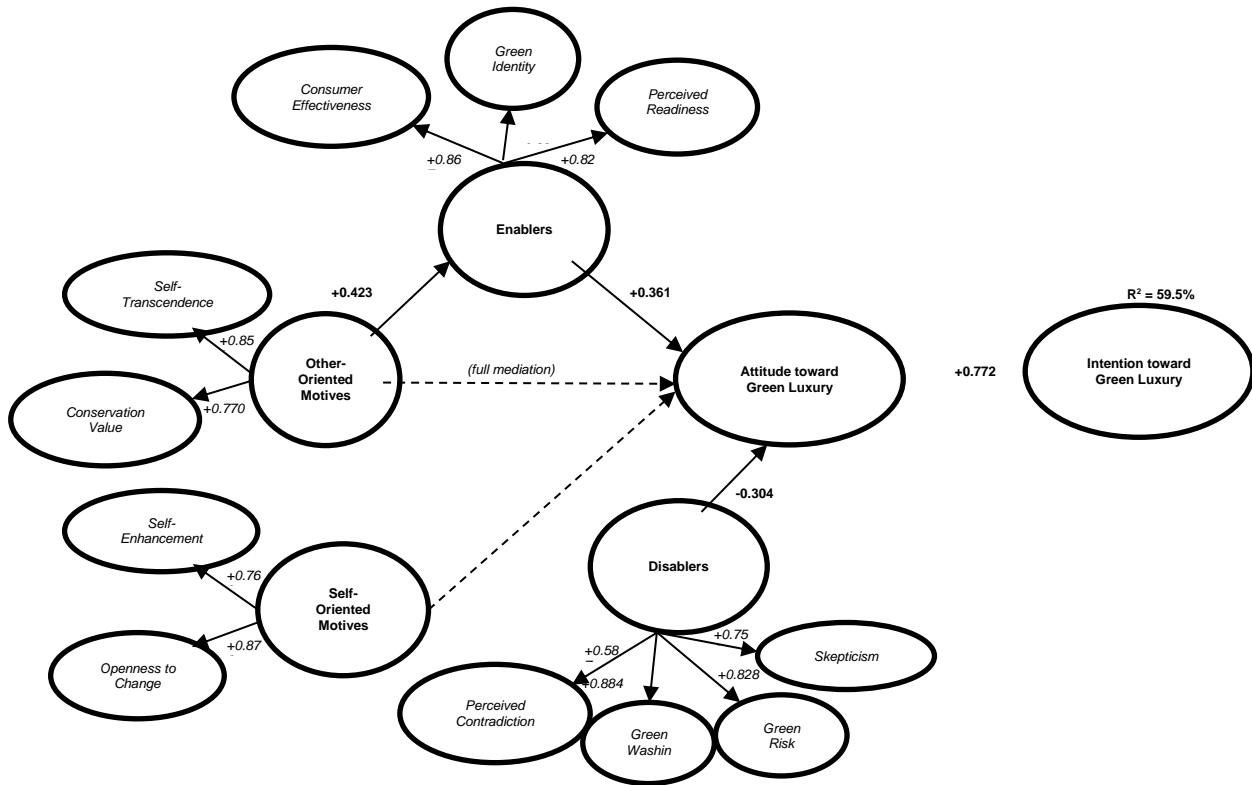 Green
Identity
Consumer
Effectiveness
Perceived
Readiness
+0.86
+0.82
Enablers
Self-
Transcendence
+0.423
+0.361
R² = 59.5%
+0.85
Other-
Oriented
Motives
(full mediation)
Attitude toward
Green Luxury
+0.772
Intention toward
Green Luxury
Conservation
Value
+0.770
-0.304
Self-
Enhancement
+0.76
Disablers
Self-
Oriented
Motives
+0.87
Openness to
Change
+0.58
+0.75
Skepticism
+0.884
+0.828
Perceived
Contradiction
Green
Washin
Green
Risk